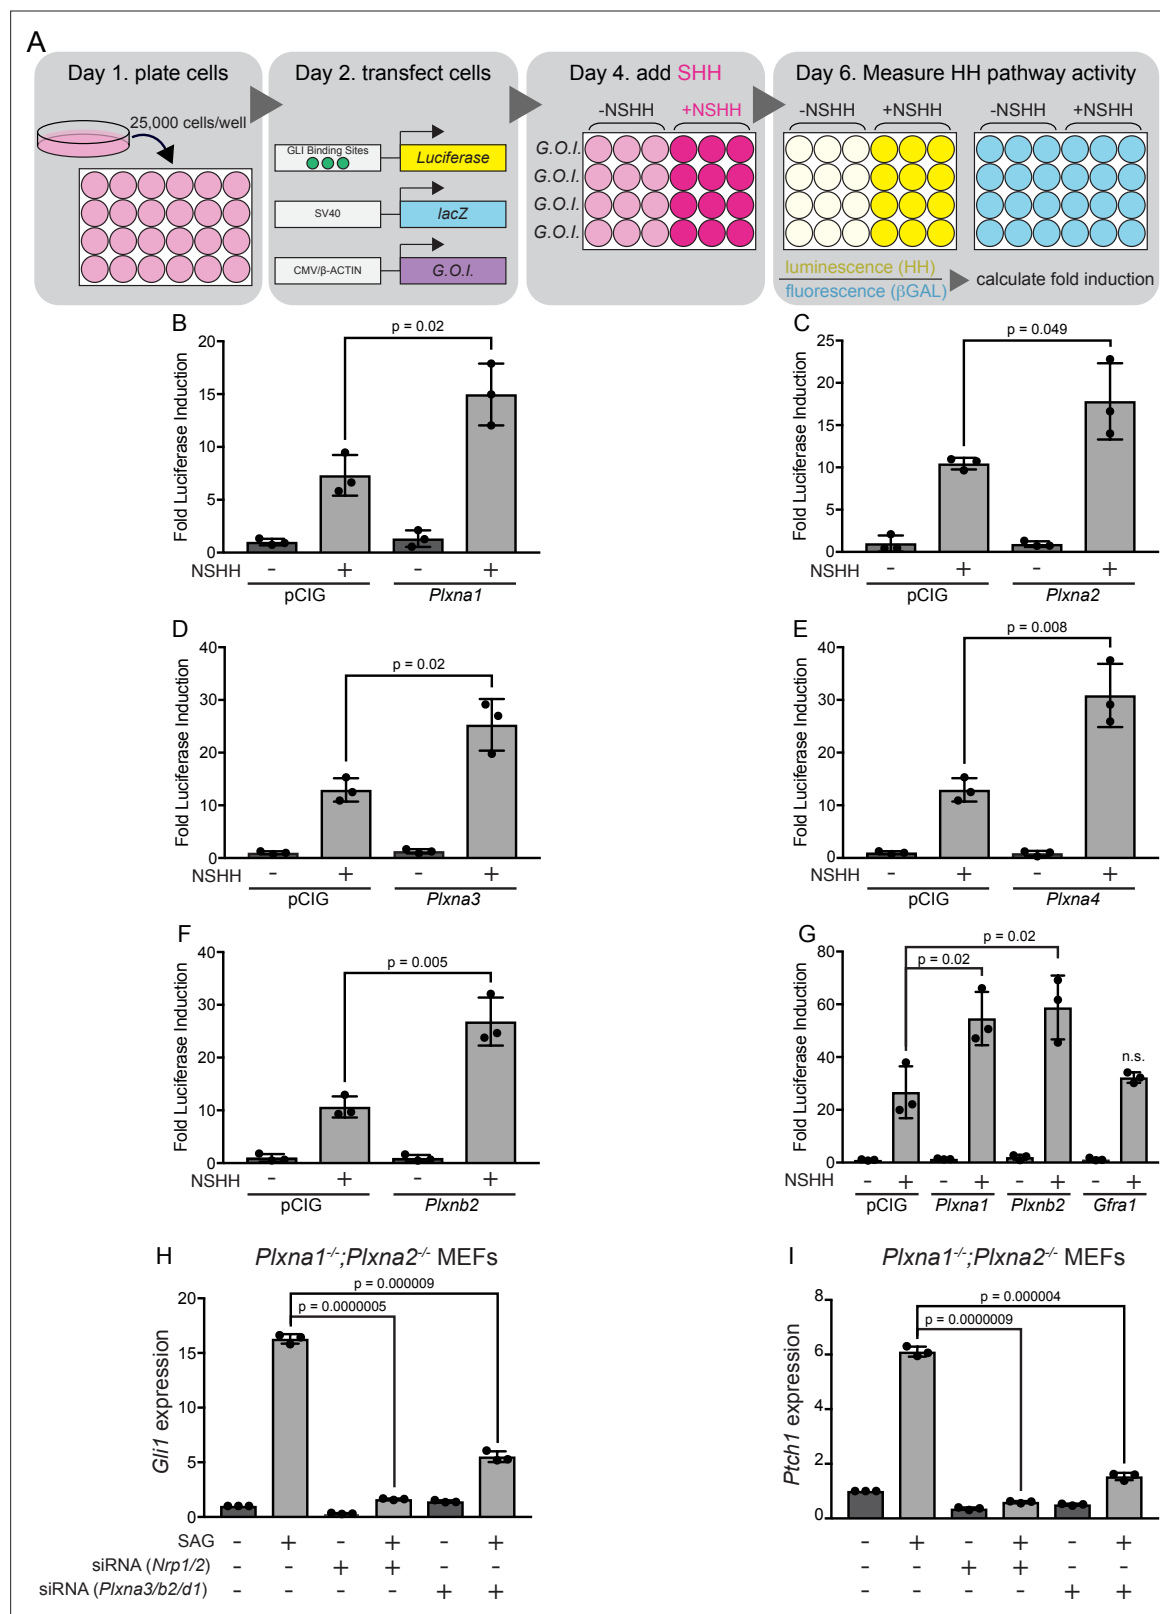 A
Day 1. plate cells
25,000 cells/well
Day 2. transfect cells
GLI Binding Sites
Luciferase
SV40
lacZ
CMV/β-ACTIN
G.O.I.
Day 4. add SHH
-NSHH +NSHH
G.O.I.
G.O.I.
G.O.I.
G.O.I.
Day 6. Measure HH pathway activity
-NSHH +NSHH -NSHH +NSHH
luminescence (HH)
fluorescence (βGAL)
calculate fold induction
B
p = 0.02
Fold Luciferase Induction
20
15
10
5
0
NSHH - + - +
pCIG Plxna1
C
p = 0.049
Fold Luciferase Induction
25
20
15
10
5
0
NSHH - + - +
pCIG Plxna2
D
p = 0.02
Fold Luciferase Induction
40
30
20
10
0
NSHH - + - +
pCIG Plxna3
E
p = 0.008
Fold Luciferase Induction
40
30
20
10
0
NSHH - + - +
pCIG Plxna4
F
p = 0.005
Fold Luciferase Induction
40
30
20
10
0
NSHH - + - +
pCIG Plxnb2
G
p = 0.02
p = 0.02
n.s.
Fold Luciferase Induction
80
60
40
20
0
NSHH - + - + - + - +
pCIG Plxna1 Plxnb2 Gfra1
H
Plxna1-/-;Plxna2-/- MEFs
p = 0.000009
p = 0.0000005
Gli1 expression
20
15
10
5
0
SAG - + - + - +
siRNA (Nrp1/2) - - + + - -
siRNA (Plxna3/b2/d1) - - - - + +
I
Plxna1-/-;Plxna2-/- MEFs
p = 0.000004
p = 0.0000009
Ptch1 expression
8
6
4
2
0
- + - + - +
- - + + - -
- - - - + +